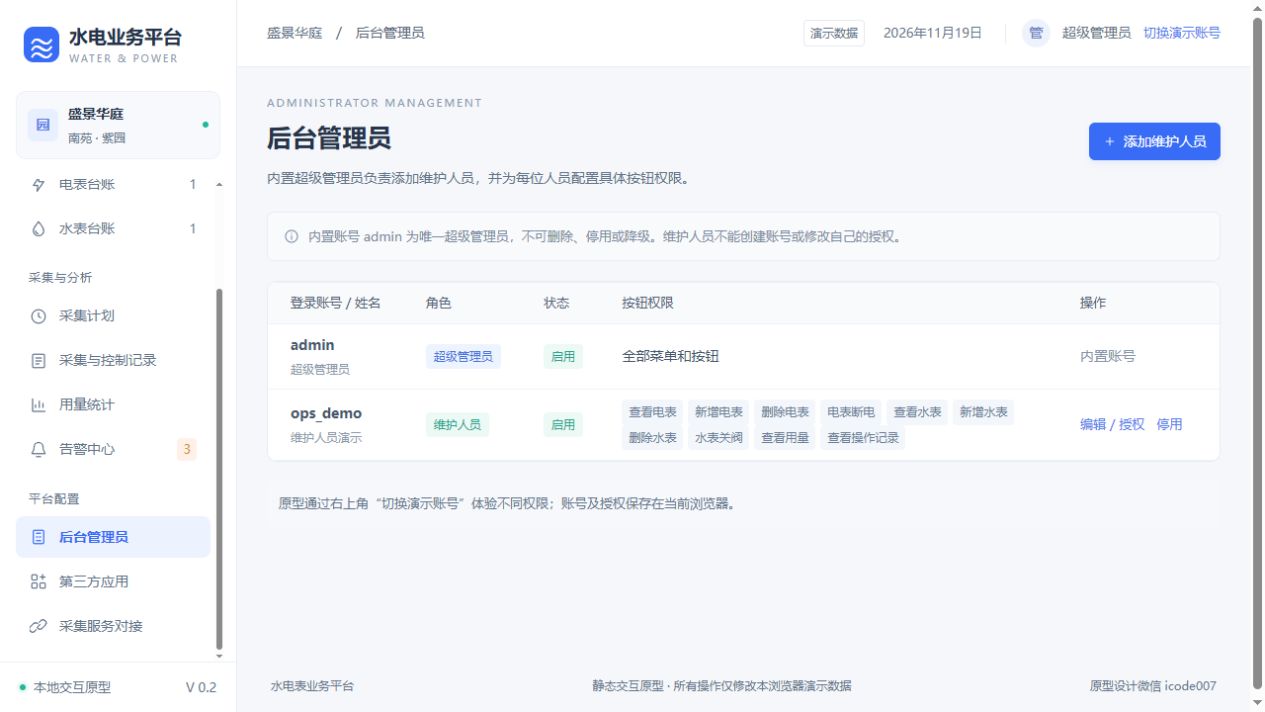 水电业务平台
WATER & POWER
园
盛景华庭
南苑 · 紫园
电表台账 1
水表台账 1
采集与分析
采集计划
采集与控制记录
用量统计
告警中心 3
平台配置
后台管理员
第三方应用
采集服务对接
本地交互原型 V 0.2
盛景华庭 / 后台管理员
演示数据 2026年11月19日 管 超级管理员 切换演示账号
ADMINISTRATOR MANAGEMENT
后台管理员
内置超级管理员负责添加维护人员，并为每位人员配置具体按钮权限。
+ 添加维护人员
内置账号 admin 为唯一超级管理员，不可删除、停用或降级。维护人员不能创建账号或修改自己的授权。
登录账号 / 姓名 角色 状态 按钮权限 操作
admin
超级管理员
超级管理员 启用 全部菜单和按钮 内置账号
ops_demo
维护人员演示
维护人员 启用
查看电表 新增电表 删除电表 电表断电 查看水表 新增水表
删除水表 水表关阀 查看用量 查看操作记录
编辑 / 授权 停用
原型通过右上角“切换演示账号”体验不同权限；账号及授权保存在当前浏览器。
水电表业务平台 静态交互原型 · 所有操作仅修改本浏览器演示数据 原型设计微信 icode007